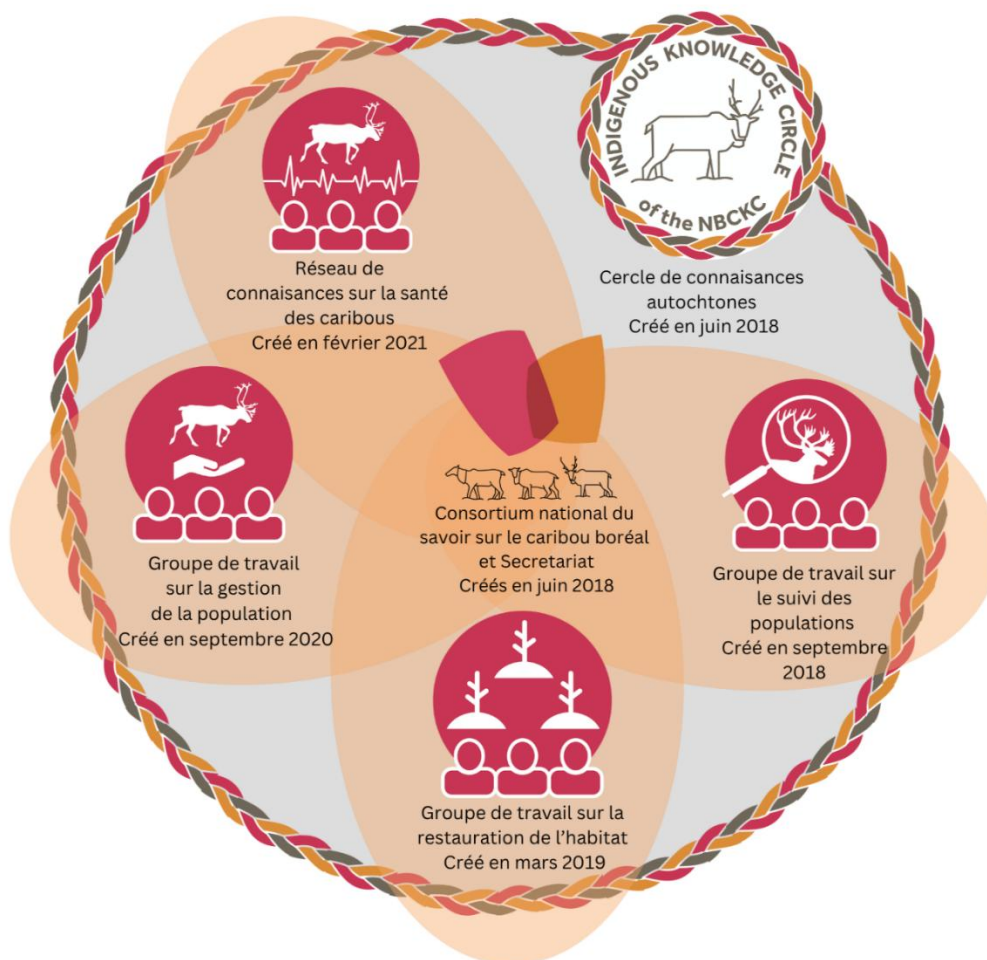 INDIGENOUS KNOWLEDGE CIRCLE
of the NBCKC
Cercle de connaisances
autochtones
Créé en juin 2018
Réseau de
connaisances sur la santé
des caribous
Créé en février 2021
Groupe de travail
sur la gestion
de la population
Créé en septembre 2020
Consortium national du
savoir sur le caribou boréal
et Secretariat
Créés en juin 2018
Groupe de travail sur
le suivi des
populations
Créé en septembre
2018
Groupe de travail sur la
restauration de l’habitat
Créé en mars 2019